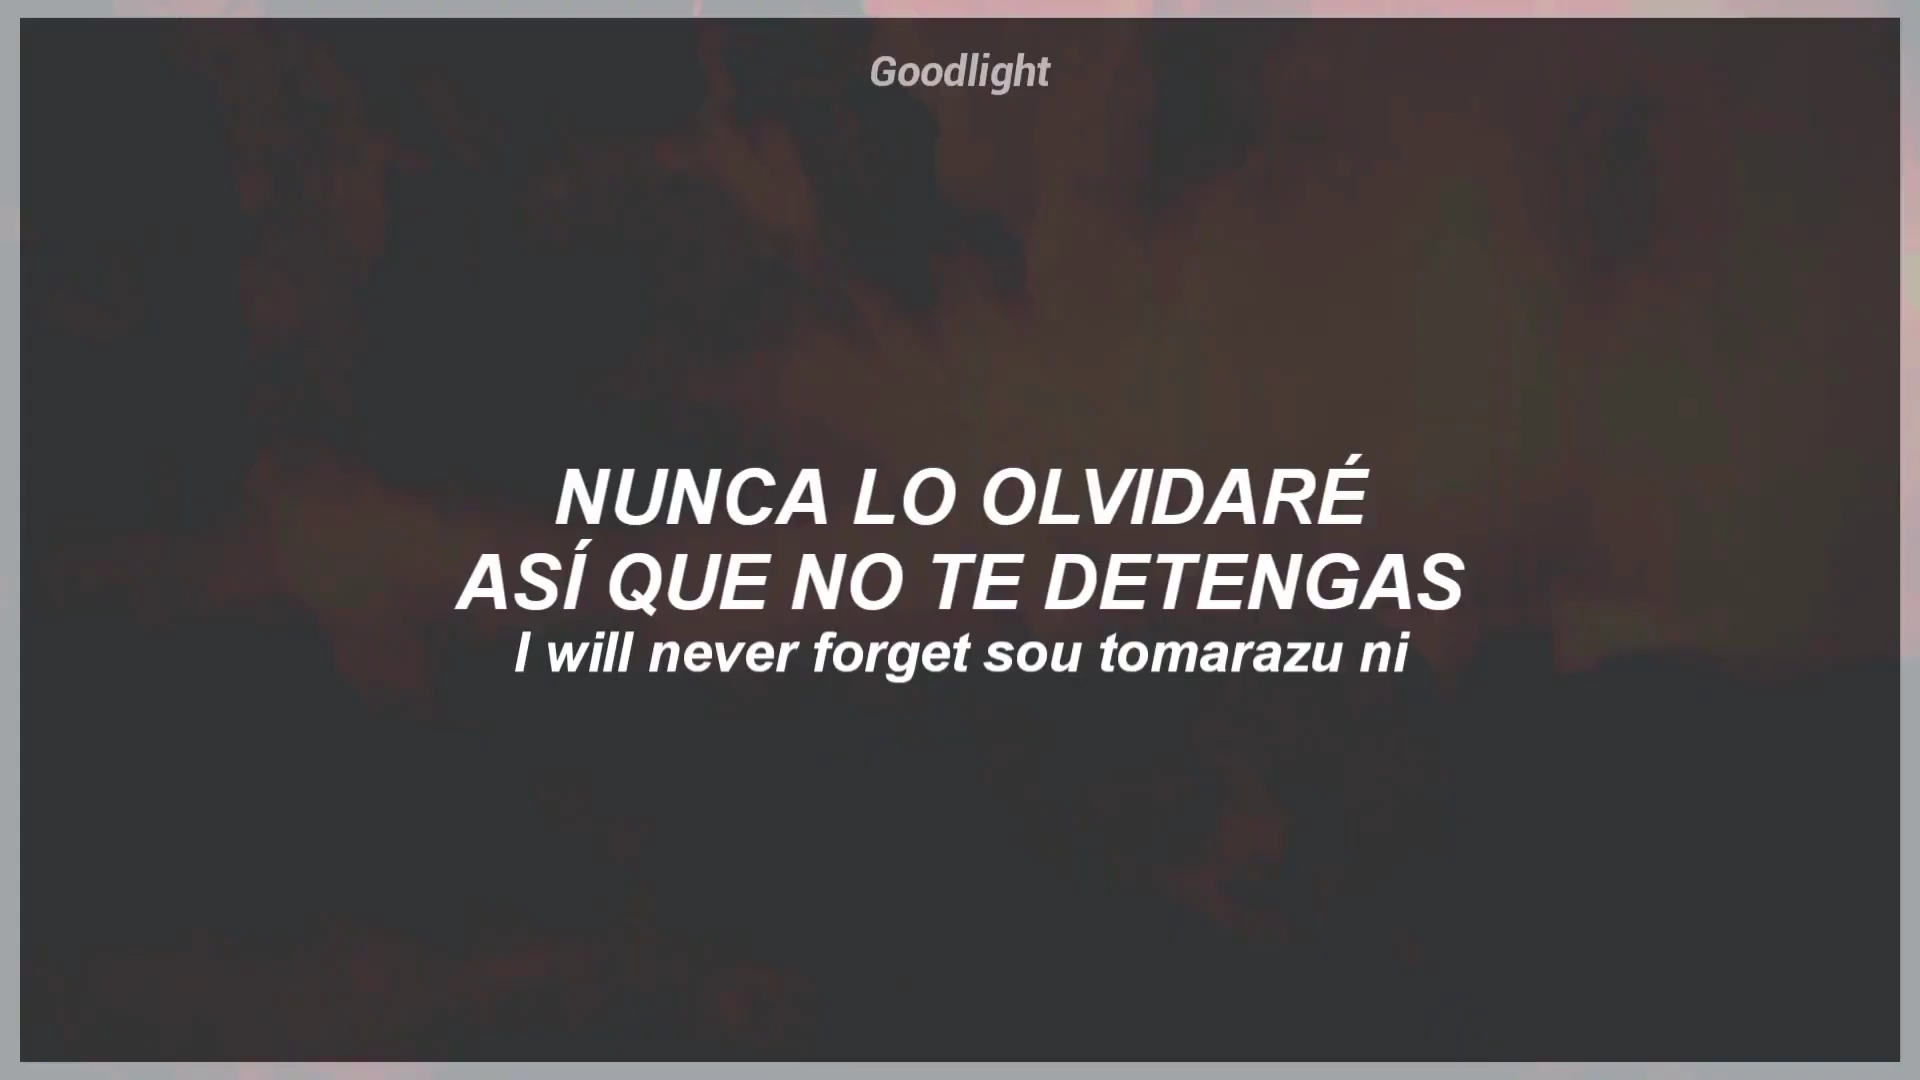 Goodlight
NUNCA LO OLVIDARÉ
ASÍ QUE NO TE DETENGAS
I will never forget sou tomarazu ni